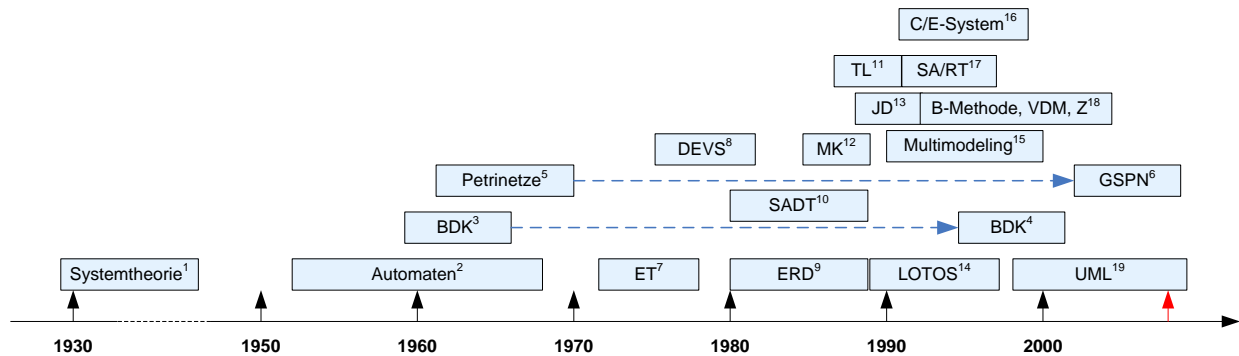 C/E-System16
TL11 SA/RT17
JD13 B-Methode, VDM, Z18
DEVS8 MK12 Multimodeling15
Petrinetze5 GSPN6
SADT10
BDK3 BDK4
Systemtheorie1 Automaten2 ET7 ERD9 LOTOS14 UML19
1930 1950 1960 1970 1980 1990 2000